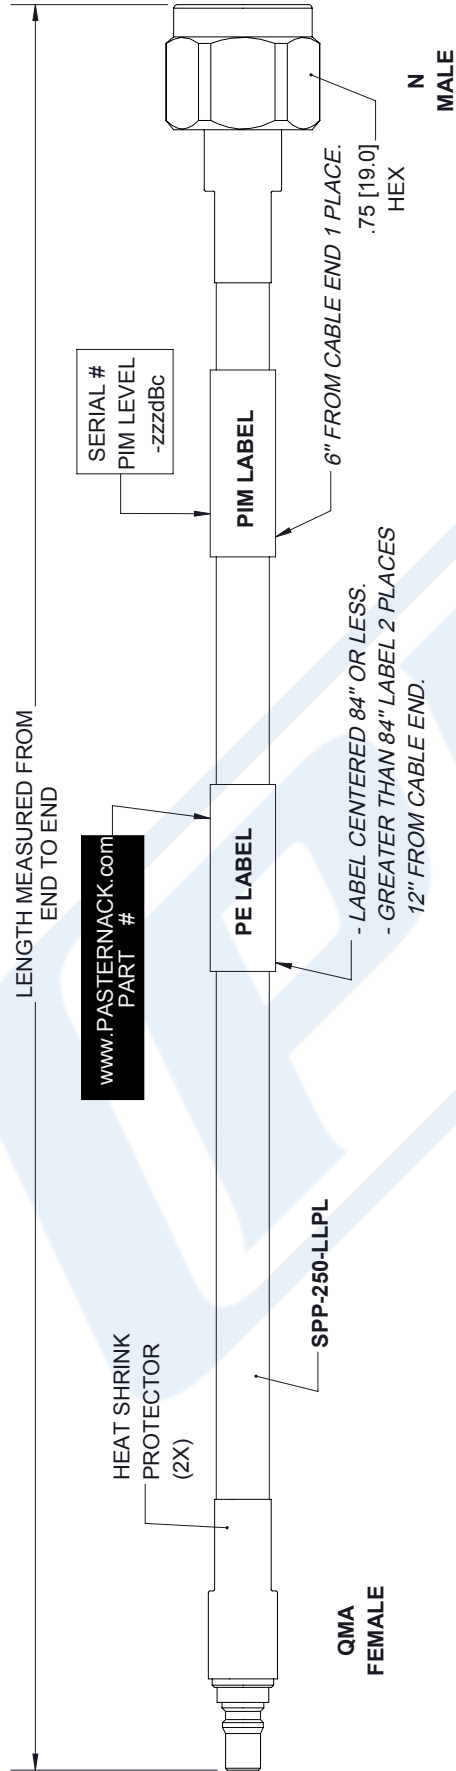 LENGTH MEASURED FROM
END TO END
HEAT SHRINK
PROTECTOR
(2X)
www.PASTERNACK.com
PART #
SERIAL #
PIM LEVEL
-zzzdBc
PE LABEL
PIM LABEL
QMA
FEMALE
SPP-250-LLPL
- LABEL CENTERED 84" OR LESS.
- GREATER THAN 84" LABEL 2 PLACES
12" FROM CABLE END.
6" FROM CABLE END 1 PLACE.
.75 [19.0]
HEX
N
MALE